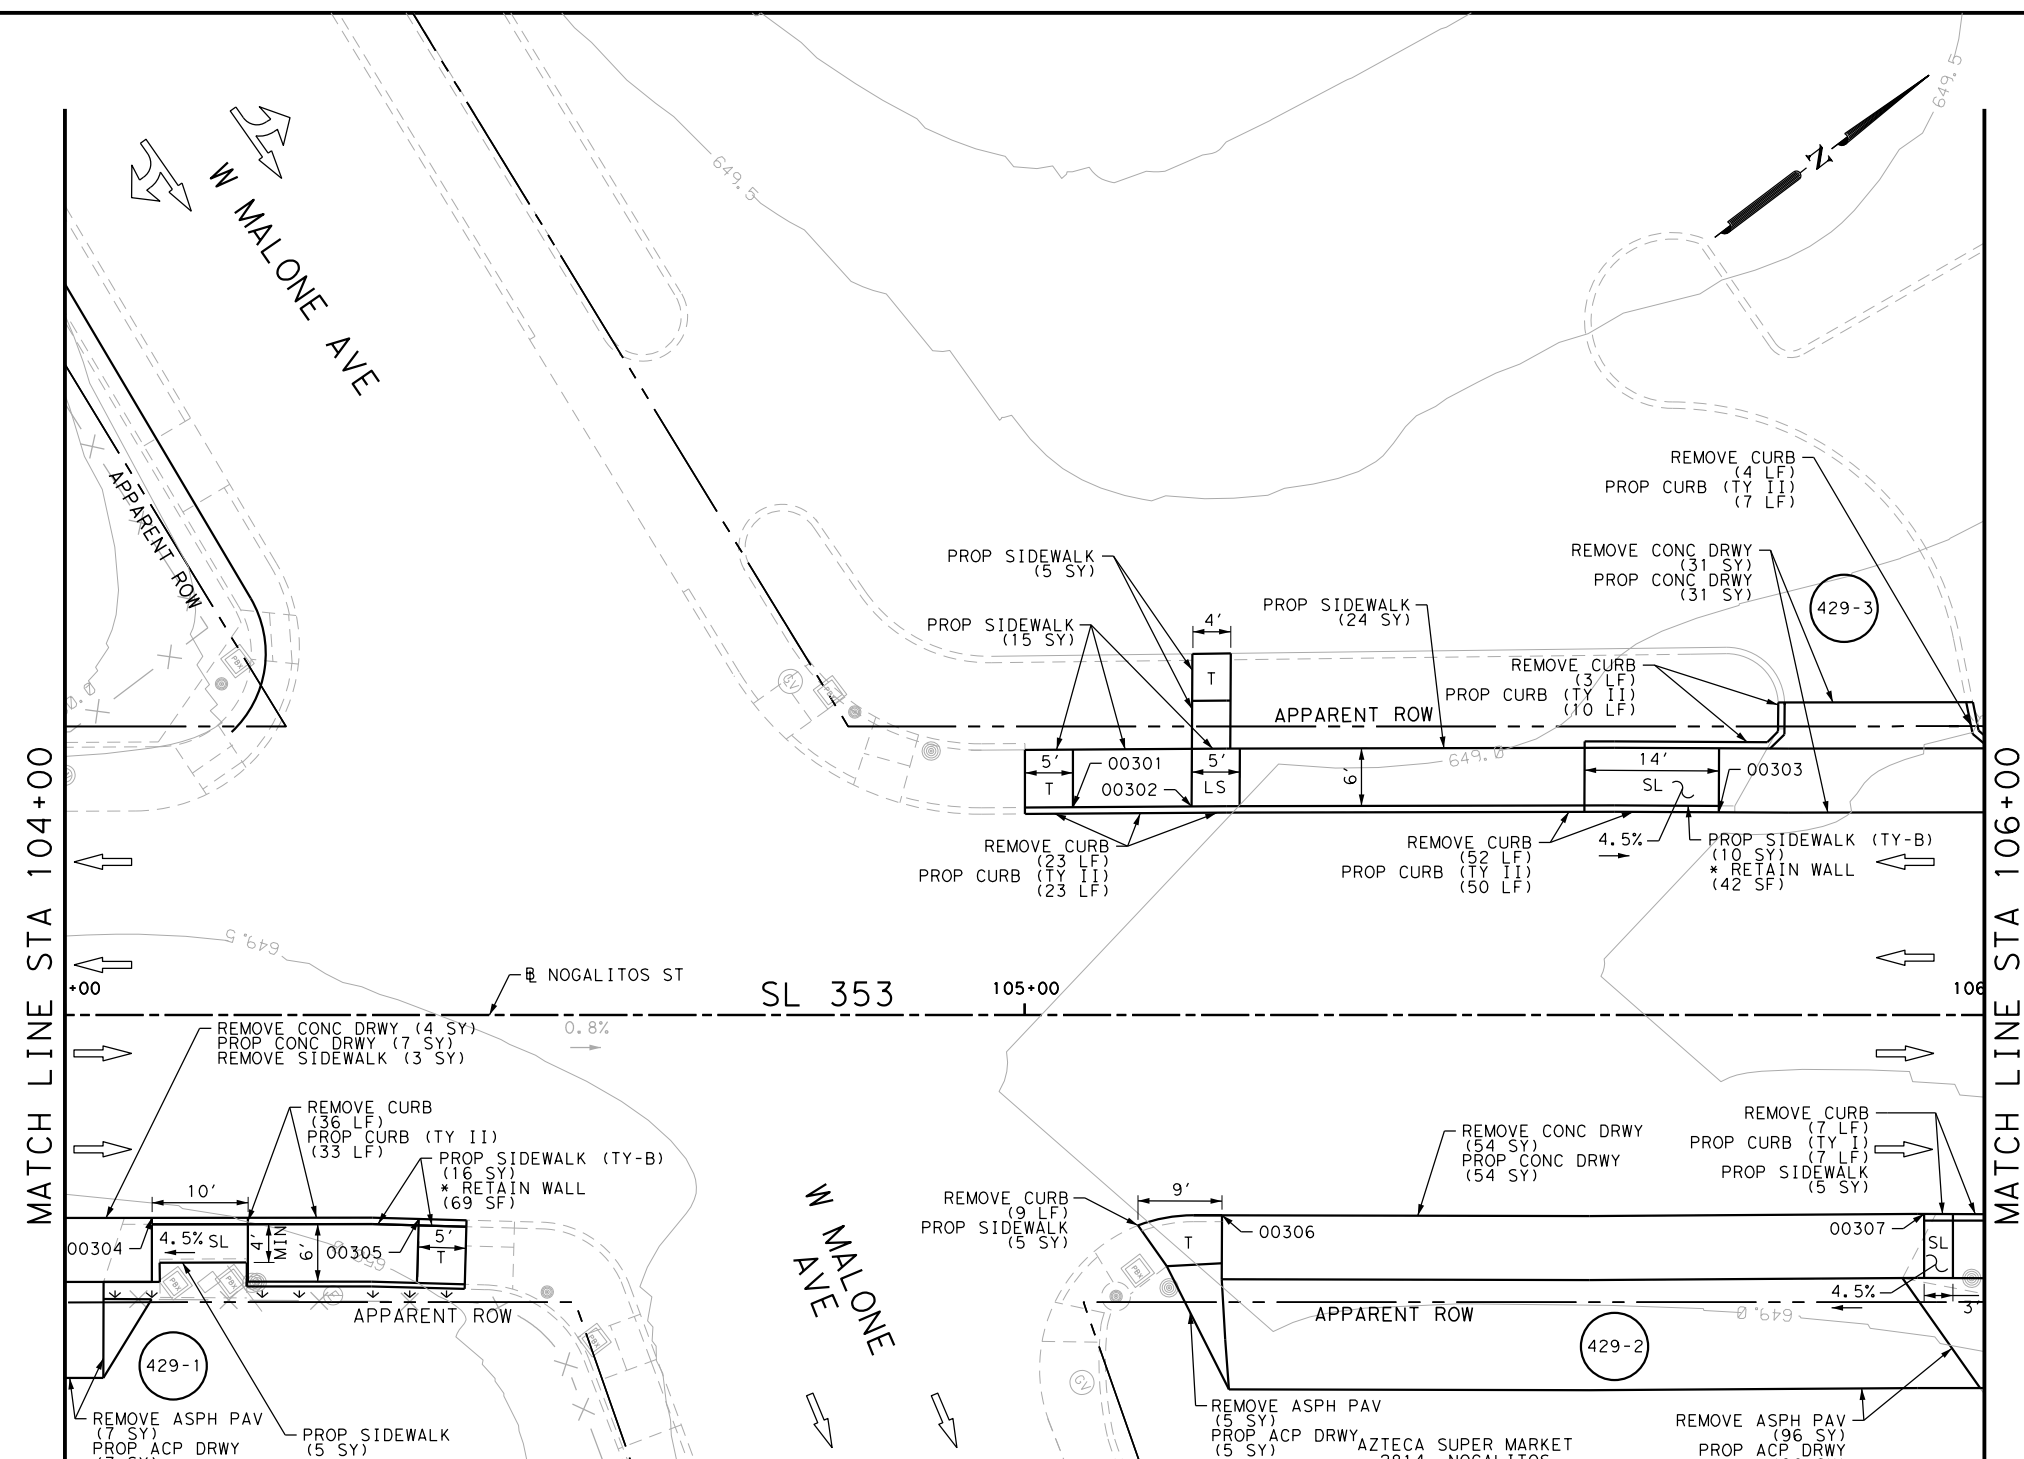 649.5
N
W MALONE AVE
649.5
APPARENT ROW
REMOVE CURB
(4 LF)
PROP CURB (TY II)
(7 LF)
REMOVE CONC DRWY
(31 SY)
PROP CONC DRWY
(31 SY)
429-3
PROP SIDEWALK
(5 SY)
PROP SIDEWALK
(15 SY)
4'
PROP SIDEWALK
(24 SY)
REMOVE CURB
(3 LF)
PROP CURB (TY II)
(10 LF)
T
APPARENT ROW
PBX
GV
PBX
5'
T
00301
00302
5'
LS
6'
649.0
14'
SL
00303
REMOVE CURB
(23 LF)
PROP CURB (TY II)
(23 LF)
REMOVE CURB
(52 LF)
PROP CURB (TY II)
(50 LF)
4.5%
PROP SIDEWALK (TY-B)
(10 SY)
* RETAIN WALL
(42 SF)
MATCH LINE STA 104+00
MATCH LINE STA 106+00
649.5
℄ NOGALITOS ST
SL 353
+00
105+00
106
0.8%
REMOVE CONC DRWY (4 SY)
PROP CONC DRWY (7 SY)
REMOVE SIDEWALK (3 SY)
REMOVE CURB
(36 LF)
PROP CURB (TY II)
(33 LF)
PROP SIDEWALK (TY-B)
(16 SY)
* RETAIN WALL
(69 SF)
10'
00304
4.5% SL
4'
MIN
6'
00305
5'
T
650
PBX
PBX
APPARENT ROW
PBX
429-1
REMOVE ASPH PAV
(7 SY)
PROP ACP DRWY
PROP SIDEWALK
(5 SY)
W MALONE
AVE
REMOVE CURB
(9 LF)
PROP SIDEWALK
(5 SY)
9'
T
00306
PBX
GV
REMOVE CONC DRWY
(54 SY)
PROP CONC DRWY
(54 SY)
REMOVE CURB
(7 LF)
PROP CURB (TY I)
(7 LF)
PROP SIDEWALK
(5 SY)
00307
SL
4.5%
3'
APPARENT ROW
649.0
429-2
REMOVE ASPH PAV
(5 SY)
PROP ACP DRWY
(5 SY)
AZTECA SUPER MARKET
2814 NOGALITOS
REMOVE ASPH PAV
(96 SY)
PROP ACP DRWY